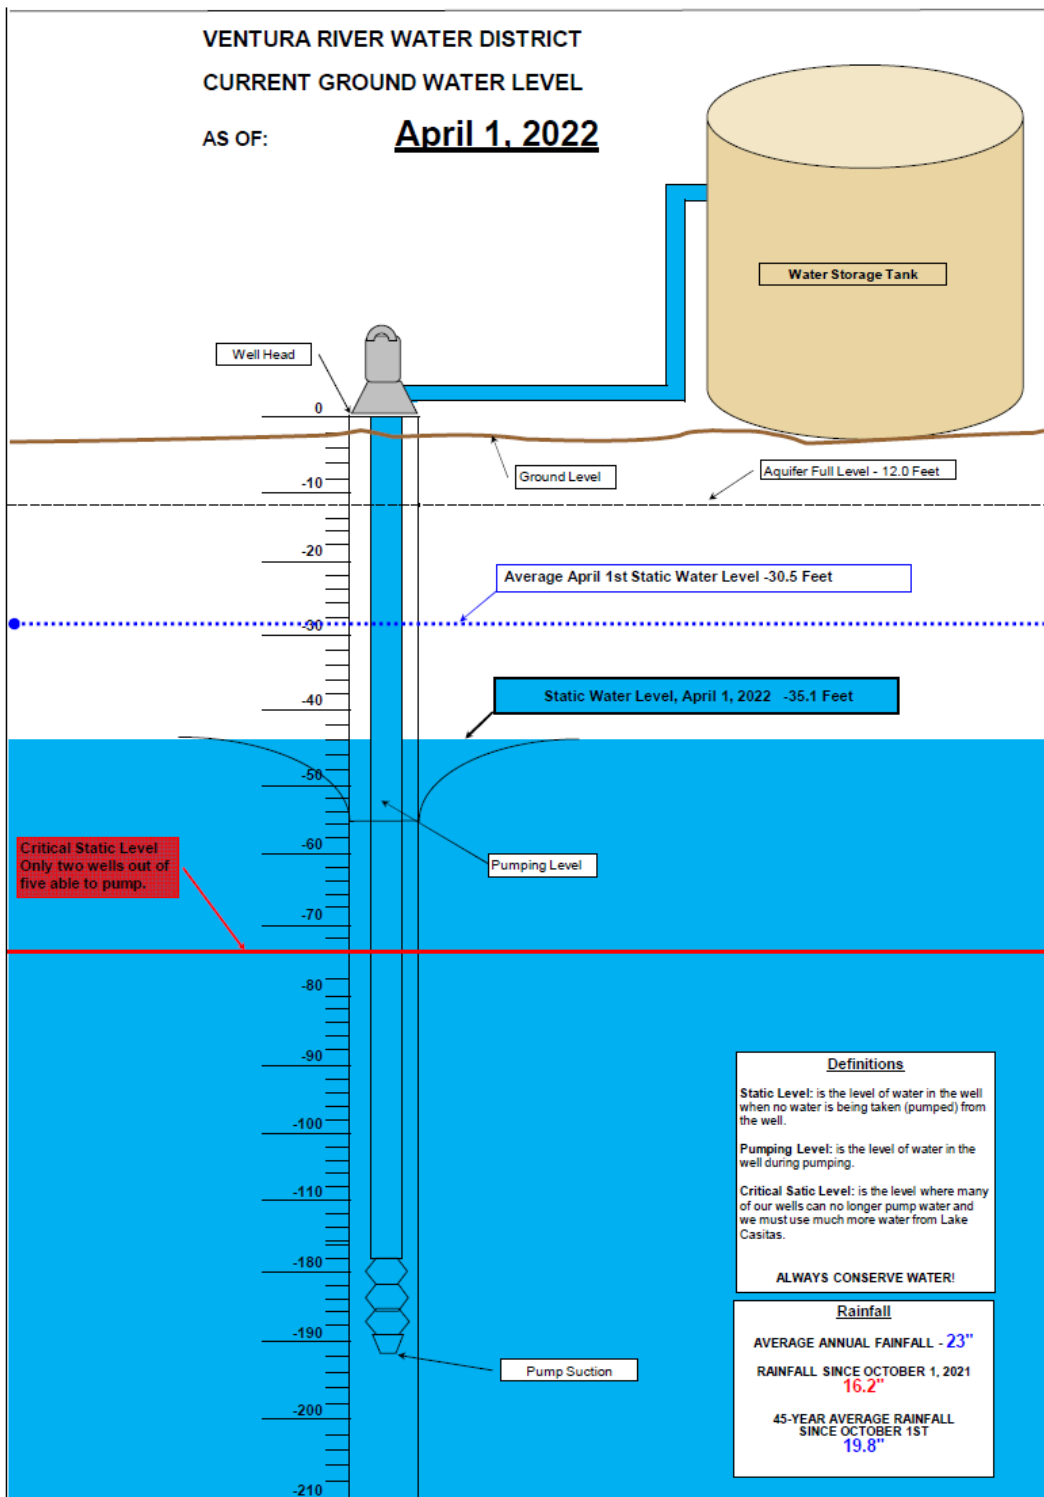 VENTURA RIVER WATER DISTRICT
CURRENT GROUND WATER LEVEL
AS OF: April 1, 2022
Water Storage Tank
Well Head
0
Ground Level
Aquifer Full Level - 12.0 Feet
-10
-20
Average April 1st Static Water Level -30.5 Feet
-30
Static Water Level, April 1, 2022 -35.1 Feet
-40
-50
Critical Static Level
Only two wells out of
five able to pump.
-60
Pumping Level
-70
-80
-90
-100
-110
-180
-190
Pump Suction
-200
-210
Definitions
Static Level: is the level of water in the well
when no water is being taken (pumped) from
the well.
Pumping Level: is the level of water in the
well during pumping.
Critical Satic Level: is the level where many
of our wells can no longer pump water and
we must use much more water from Lake
Casitas.
ALWAYS CONSERVE WATER!
Rainfall
AVERAGE ANNUAL FAINFALL - 23"
RAINFALL SINCE OCTOBER 1, 2021
16.2"
45-YEAR AVERAGE RAINFALL
SINCE OCTOBER 1ST
19.8"